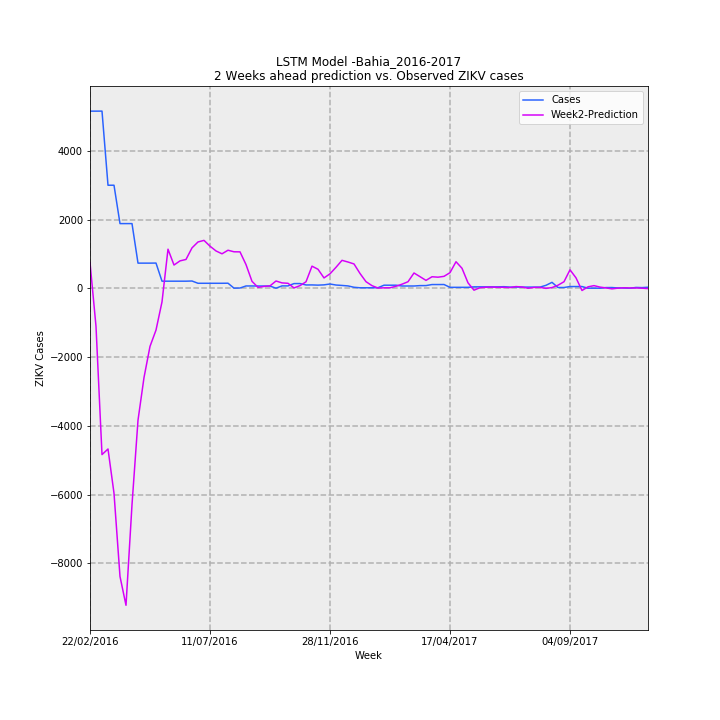 LSTM Model -Bahia_2016-2017
2 Weeks ahead prediction vs. Observed ZIKV cases
Cases
Week2-Prediction
4000
2000
0
−2000
−4000
−6000
−8000
ZIKV Cases
22/02/2016
11/07/2016
28/11/2016
17/04/2017
04/09/2017
Week